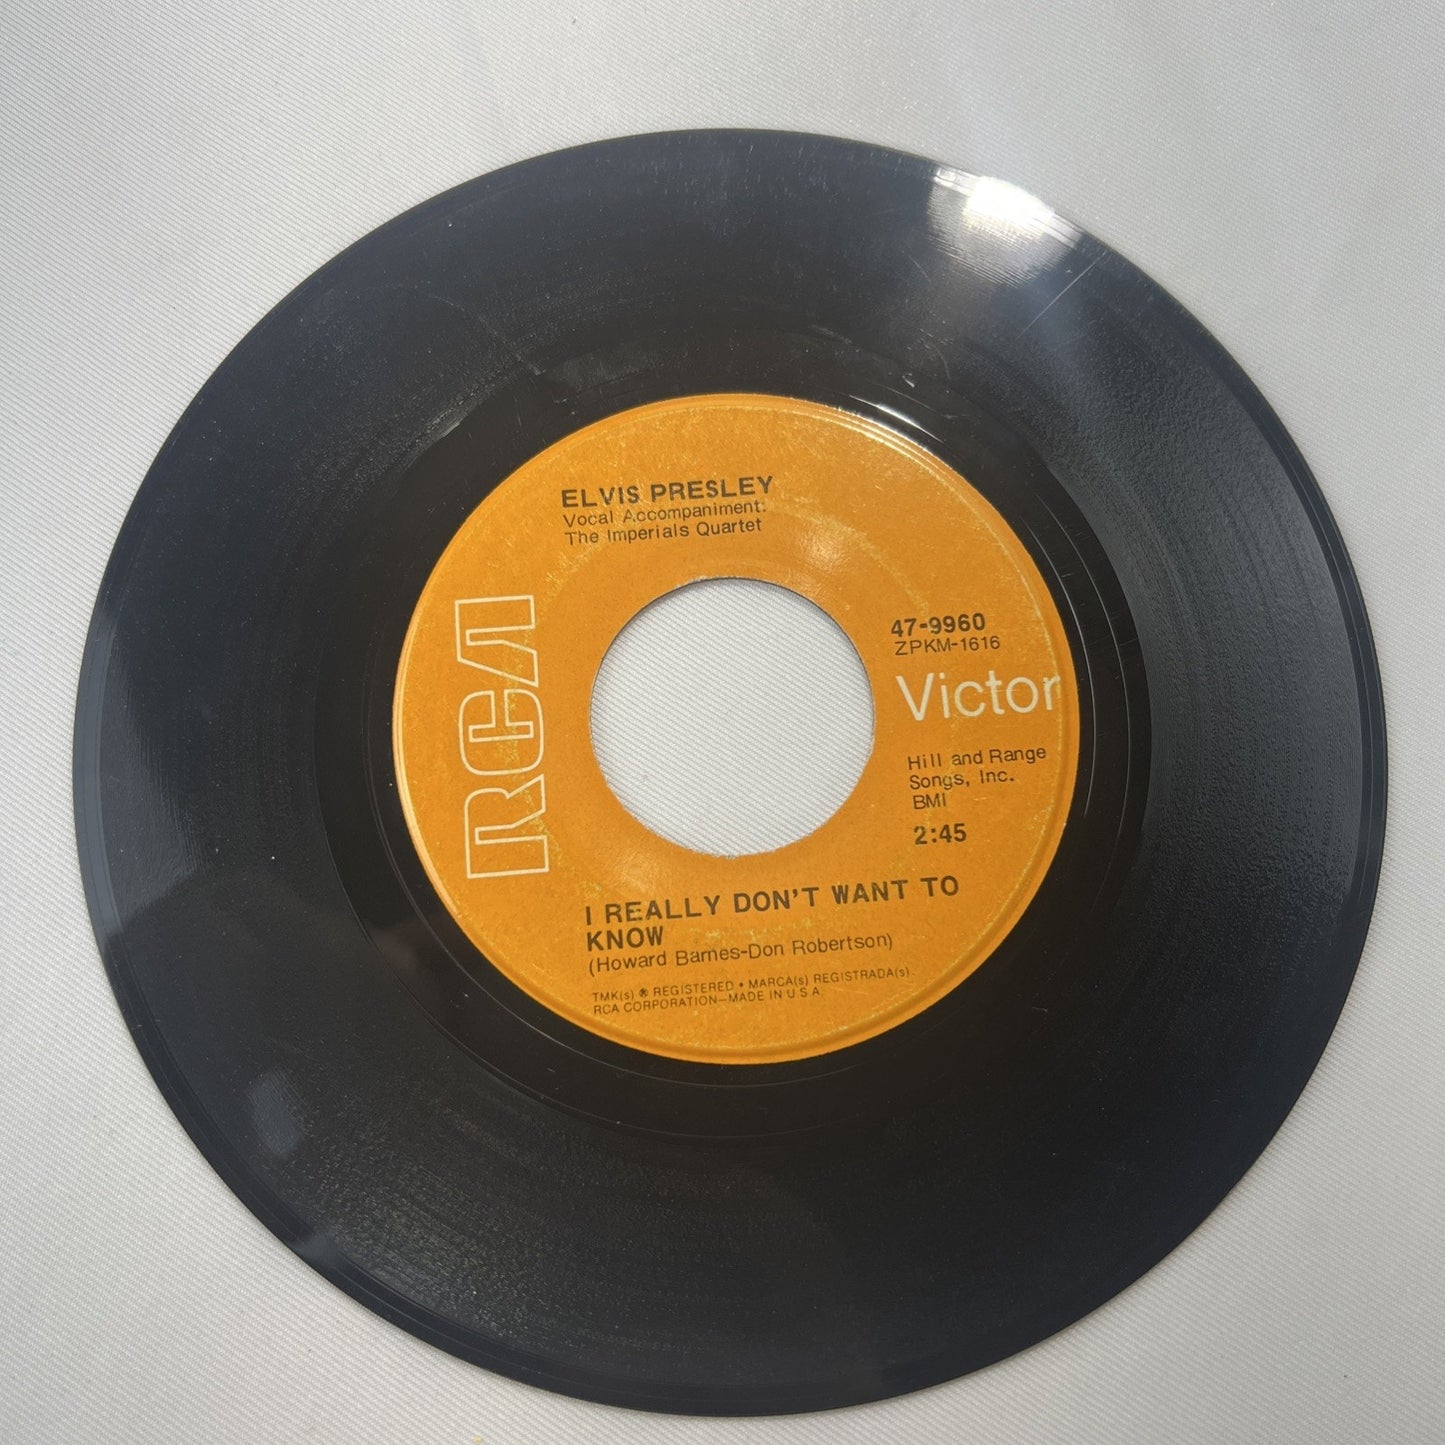 ELVIS PRESLEY
Vocal Accompaniment:
The Imperials Quartet
RCA
47-9960
ZPKM-1616
Victor
Hill and Range
Songs, Inc.
BMI
2:45
I REALLY DON'T WANT TO
KNOW
(Howard Barnes-Don Robertson)
TMK(s) ® REGISTERED • MARCA(s) REGISTRADA(s).
RCA CORPORATION—MADE IN U.S.A.